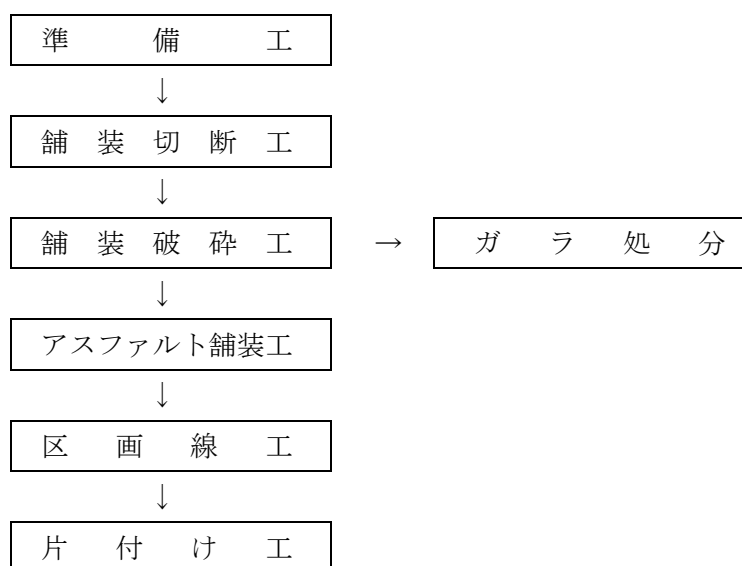 準備工
↓
舗装切断工
↓
舗装破砕工 → ガラ処分
↓
アスファルト舗装工
↓
区画線工
↓
片付け工